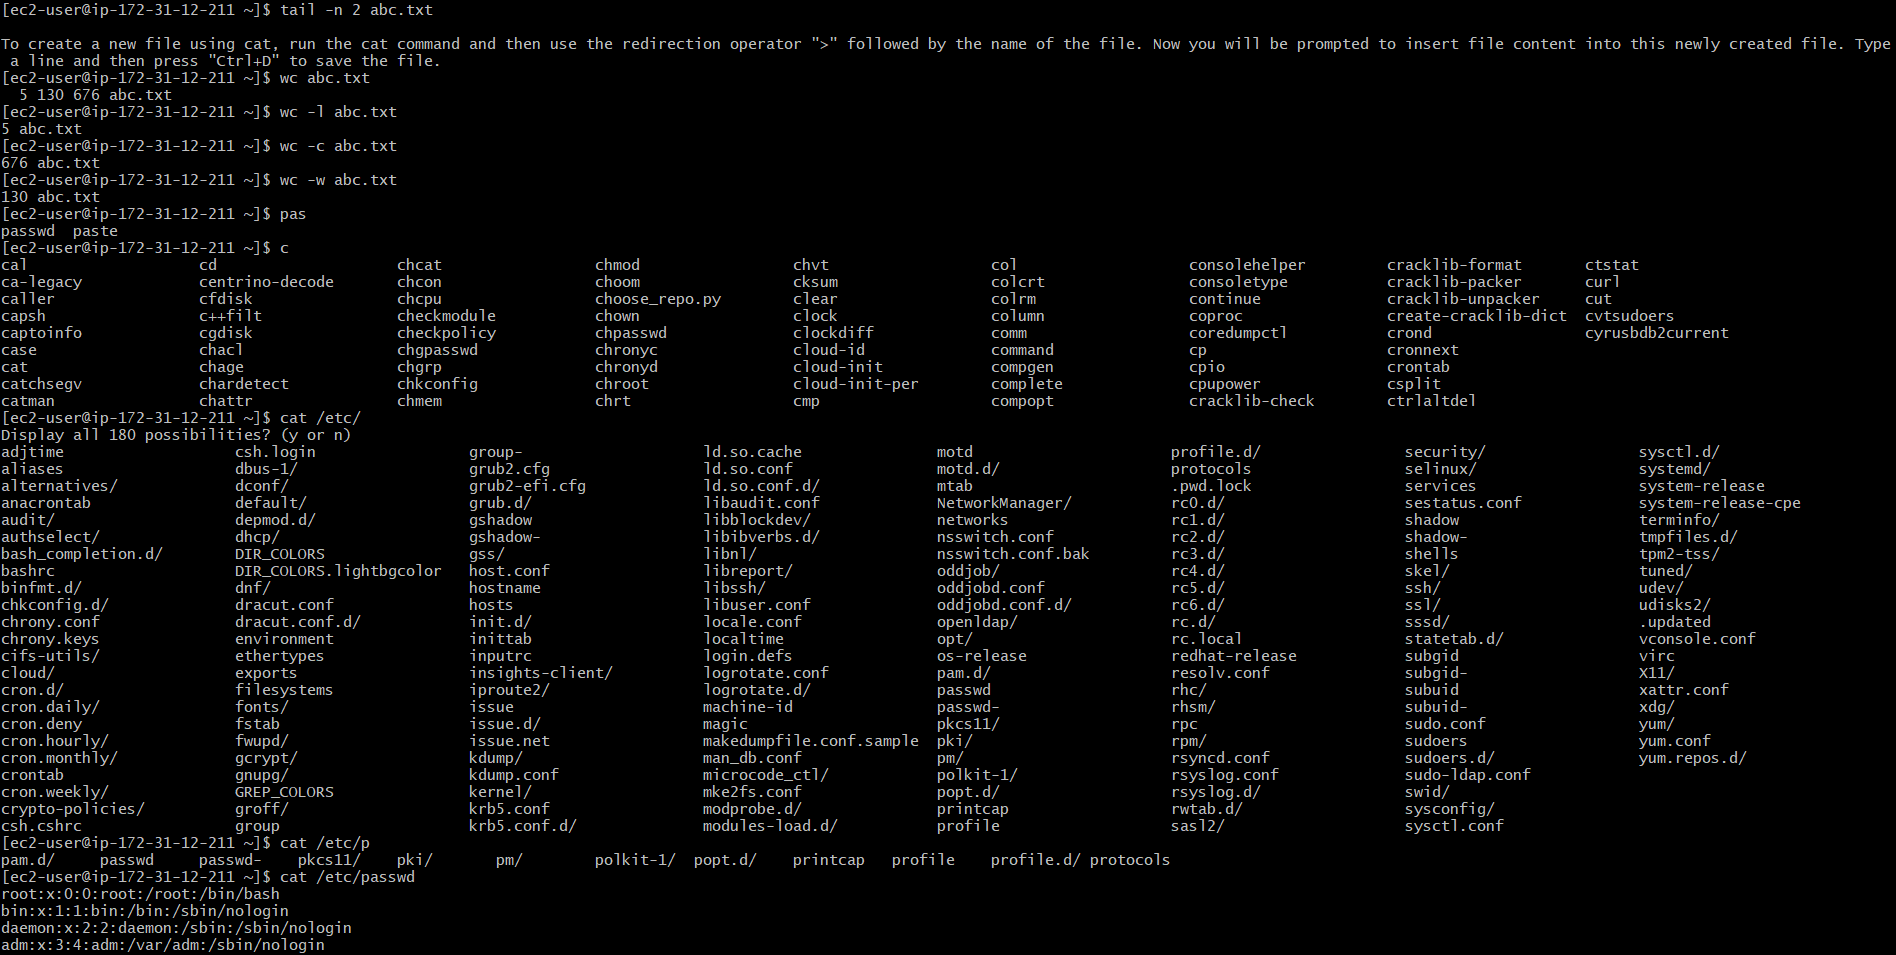 [ec2-user@ip-172-31-12-211 ~]$ tail -n 2 abc.txt
To create a new file using cat, run the cat command and then use the redirection operator ">" followed by the name of the file. Now you will be prompted to insert file content into this newly created file. Type
a line and then press "Ctrl+D" to save the file.
[ec2-user@ip-172-31-12-211 ~]$ wc abc.txt
5 130 676 abc.txt
[ec2-user@ip-172-31-12-211 ~]$ wc -l abc.txt
5 abc.txt
[ec2-user@ip-172-31-12-211 ~]$ wc -c abc.txt
676 abc.txt
[ec2-user@ip-172-31-12-211 ~]$ wc -w abc.txt
130 abc.txt
[ec2-user@ip-172-31-12-211 ~]$ pas
passwd paste
[ec2-user@ip-172-31-12-211 ~]$ c
cal cd chcat chmod chvt col consolehelper cracklib-format ctstat
ca-legacy centrino-decode chcon choom cksum colcrt consoletype cracklib-packer curl
caller cfdisk chcpu choose_repo.py clear colrm continue cracklib-unpacker cut
capsh c++filt checkmodule chown clock column coproc create-cracklib-dict cvtsudoers
captoinfo cgdisk checkpolicy chpasswd clockdiff comm coredumpctl crond cyrusbdb2current
case chacl chgpasswd chronyc cloud-id command cp cronnext
cat chage chgrp chronyd cloud-init compgen cpio crontab
catchsegv chardetect chkconfig chroot cloud-init-per complete cpupower csplit
catman chattr chmem chrt cmp compopt cracklib-check ctrlaltdel
[ec2-user@ip-172-31-12-211 ~]$ cat /etc/
Display all 180 possibilities? (y or n)
adjtime csh.login group- ld.so.cache motd profile.d/ security/ sysctl.d/
aliases dbus-1/ grub2.cfg ld.so.conf motd.d/ protocols selinux/ systemd/
alternatives/ dconf/ grub2-efi.cfg ld.so.conf.d/ mtab .pwd.lock services system-release
anacrontab default/ grub.d/ libaudit.conf NetworkManager/ rc0.d/ sestatus.conf system-release-cpe
audit/ depmod.d/ gshadow libblockdev/ networks rc1.d/ shadow terminfo/
authselect/ dhcp/ gshadow- libibverbs.d/ nsswitch.conf rc2.d/ shadow- tmpfiles.d/
bash_completion.d/ DIR_COLORS gss/ libnl/ nsswitch.conf.bak rc3.d/ shells tpm2-tss/
bashrc DIR_COLORS.lightbgcolor host.conf libreport/ oddjob/ rc4.d/ skel/ tuned/
binfmt.d/ dnf/ hostname libssh/ oddjobd.conf rc5.d/ ssh/ udev/
chkconfig.d/ dracut.conf hosts libuser.conf oddjobd.conf.d/ rc6.d/ ssl/ udisks2/
chrony.conf dracut.conf.d/ init.d/ locale.conf openldap/ rc.d/ sssd/ .updated
chrony.keys environment inittab localtime opt/ rc.local statetab.d/ vconsole.conf
cifs-utils/ ethertypes inputrc login.defs os-release redhat-release subgid virc
cloud/ exports insights-client/ logrotate.conf pam.d/ resolv.conf subgid- X11/
cron.d/ filesystems iproute2/ logrotate.d/ passwd rhc/ subuid xattr.conf
cron.daily/ fonts/ issue machine-id passwd- rhsm/ subuid- xdg/
cron.deny fstab issue.d/ magic pkcs11/ rpc sudo.conf yum/
cron.hourly/ fwupd/ issue.net makedumpfile.conf.sample pki/ rpm/ sudoers yum.conf
cron.monthly/ gcrypt/ kdump/ man_db.conf pm/ rsyncd.conf sudoers.d/ yum.repos.d/
crontab gnupg/ kdump.conf microcode_ctl/ polkit-1/ rsyslog.conf sudo-ldap.conf
cron.weekly/ GREP_COLORS kernel/ mke2fs.conf popt.d/ rsyslog.d/ swid/
crypto-policies/ groff/ krb5.conf modprobe.d/ printcap rwtab.d/ sysconfig/
csh.cshrc group krb5.conf.d/ modules-load.d/ profile sasl2/ sysctl.conf
[ec2-user@ip-172-31-12-211 ~]$ cat /etc/p
pam.d/ passwd passwd- pkcs11/ pki/ pm/ polkit-1/ popt.d/ printcap profile profile.d/ protocols
[ec2-user@ip-172-31-12-211 ~]$ cat /etc/passwd
root:x:0:0:root:/root:/bin/bash
bin:x:1:1:bin:/bin:/sbin/nologin
daemon:x:2:2:daemon:/sbin:/sbin/nologin
adm:x:3:4:adm:/var/adm:/sbin/nologin